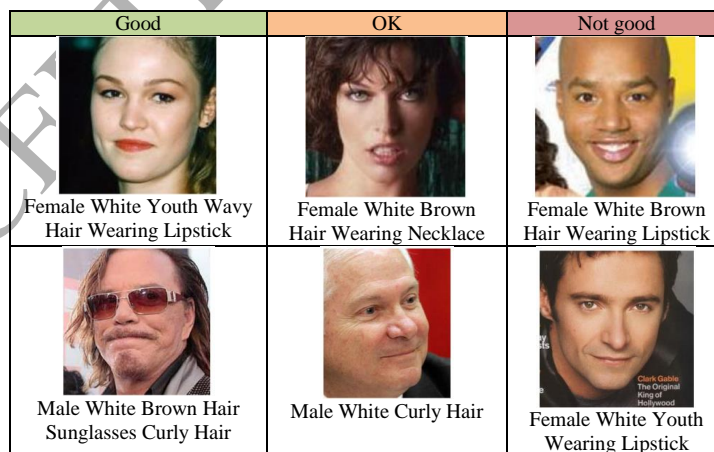 Good
OK
Not good
Female White Youth Wavy
Hair Wearing Lipstick
Female White Brown
Hair Wearing Necklace
Female White Brown
Hair Wearing Lipstick
Male White Brown Hair
Sunglasses Curly Hair
Male White Curly Hair
Clark Gable
The Original
King of
Hollywood
Female White Youth
Wearing Lipstick